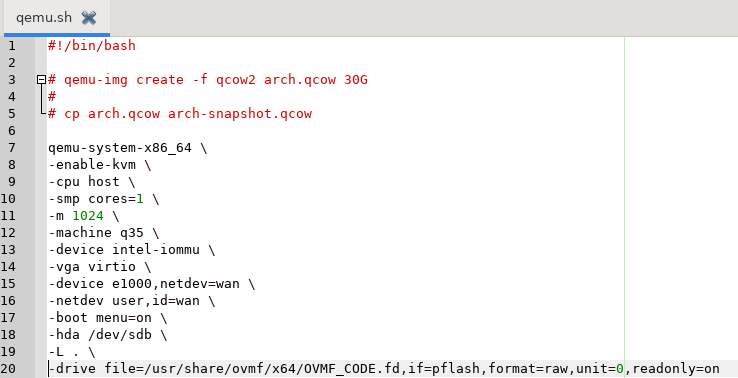 qemu.sh
1 #!/bin/bash
2
3 # qemu-img create -f qcow2 arch.qcow 30G
4 #
5 # cp arch.qcow arch-snapshot.qcow
6
7 qemu-system-x86_64 \
8 -enable-kvm \
9 -cpu host \
10 -smp cores=1 \
11 -m 1024 \
12 -machine q35 \
13 -device intel-iommu \
14 -vga virtio \
15 -device e1000,netdev=wan \
16 -netdev user,id=wan \
17 -boot menu=on \
18 -hda /dev/sdb \
19 -L . \
20 -drive file=/usr/share/ovmf/x64/OVMF_CODE.fd,if=pflash,format=raw,unit=0,readonly=on